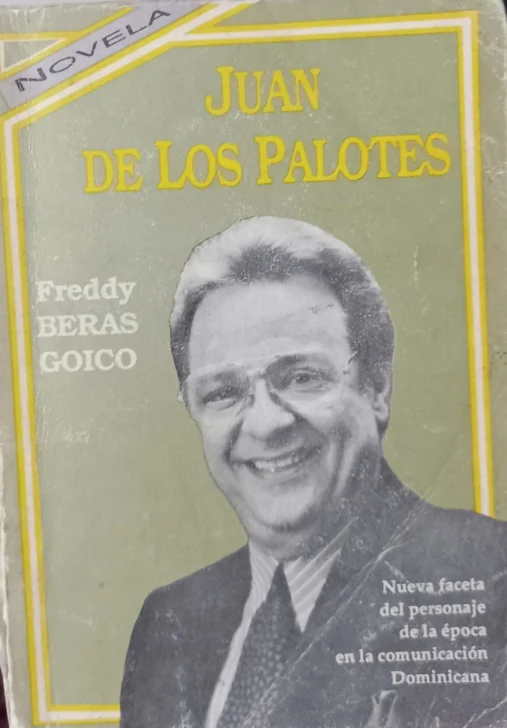 NOVELA
JUAN
DE LOS PALOTES
Freddy
BERAS
GOICO
Nueva faceta
del personaje
de la época
en la comunicación
Dominicana